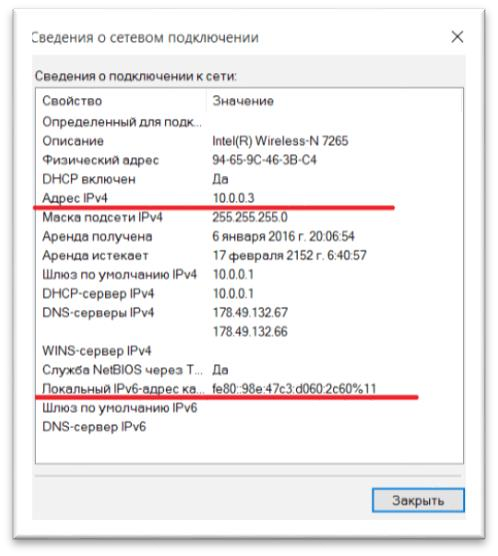 Сведения о сетевом подключении
Сведения о подключении к сети:
Свойство Значение
Определенный для подк...
Описание Intel(R) Wireless-N 7265
Физический адрес 94-65-9C-46-3B-C4
DHCP включен Да
Адрес IPv4 10.0.0.3
Маска подсети IPv4 255.255.255.0
Аренда получена 6 января 2016 г. 20:06:54
Аренда истекает 17 февраля 2152 г. 6:40:57
Шлюз по умолчанию IPv4 10.0.0.1
DHCP-сервер IPv4 10.0.0.1
DNS-серверы IPv4 178.49.132.67
178.49.132.66
WINS-сервер IPv4
Служба NetBIOS через T... Да
Локальный IPv6-адрес ка... fe80::98e:47c3:d060:2c60%11
Шлюз по умолчанию IPv6
DNS-сервер IPv6
Закрыть